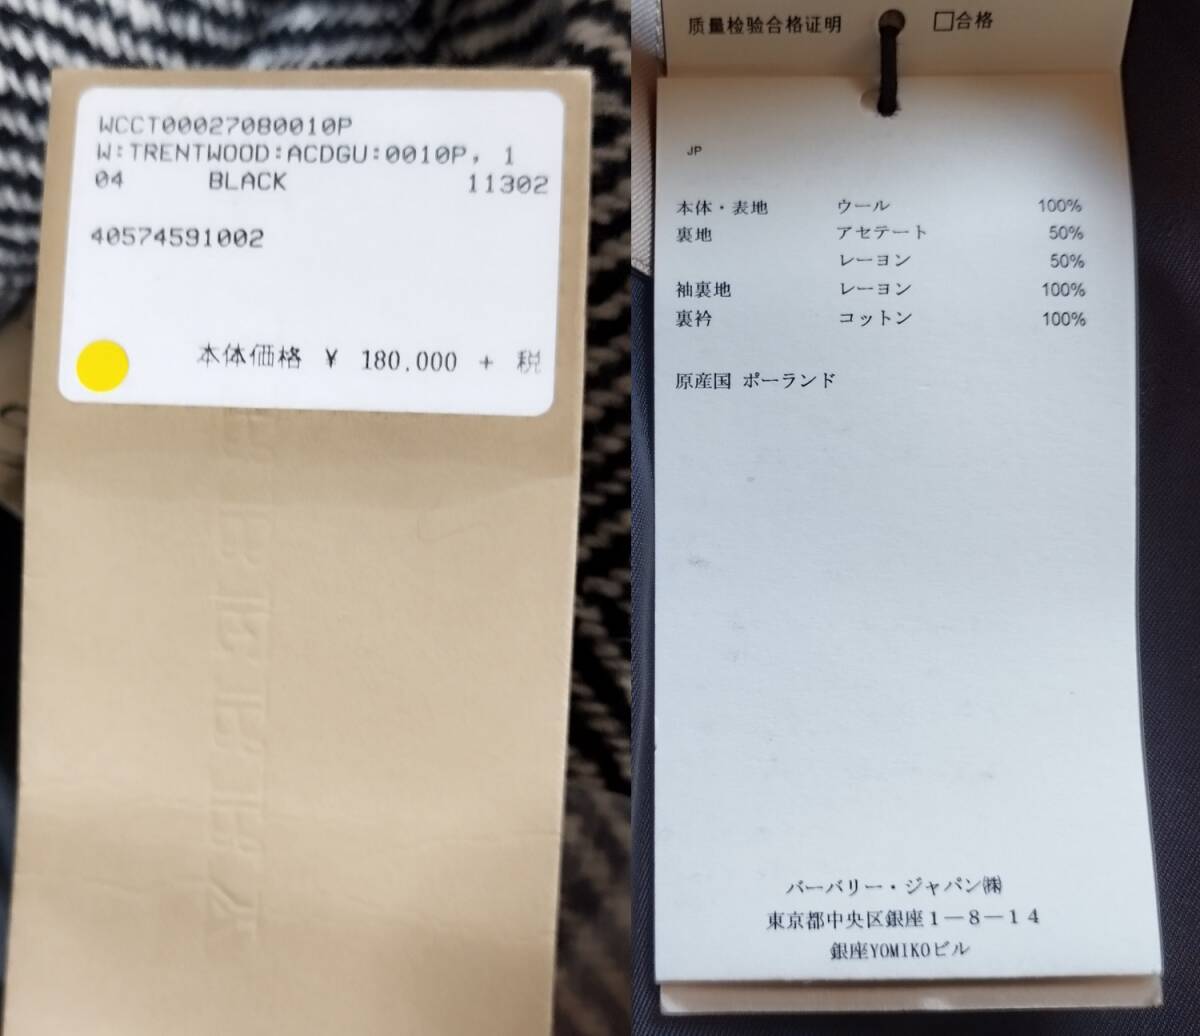 WCCT00027080010P
W:TRENTWOOD:ACDGU:0010P, 1
04 BLACK 11302
40574591002
本体価格 ¥ 180,000 + 税
BURBERRY
质量检验合格证明 □合格
JP
本体・表地 ウール 100%
裏地 アセテート 50%
レーヨン 50%
袖裏地 レーヨン 100%
裏衿 コットン 100%
原産国 ポーランド
バーバリー・ジャパン㈱
東京都中央区銀座1－8－14
銀座YOMIKOビル